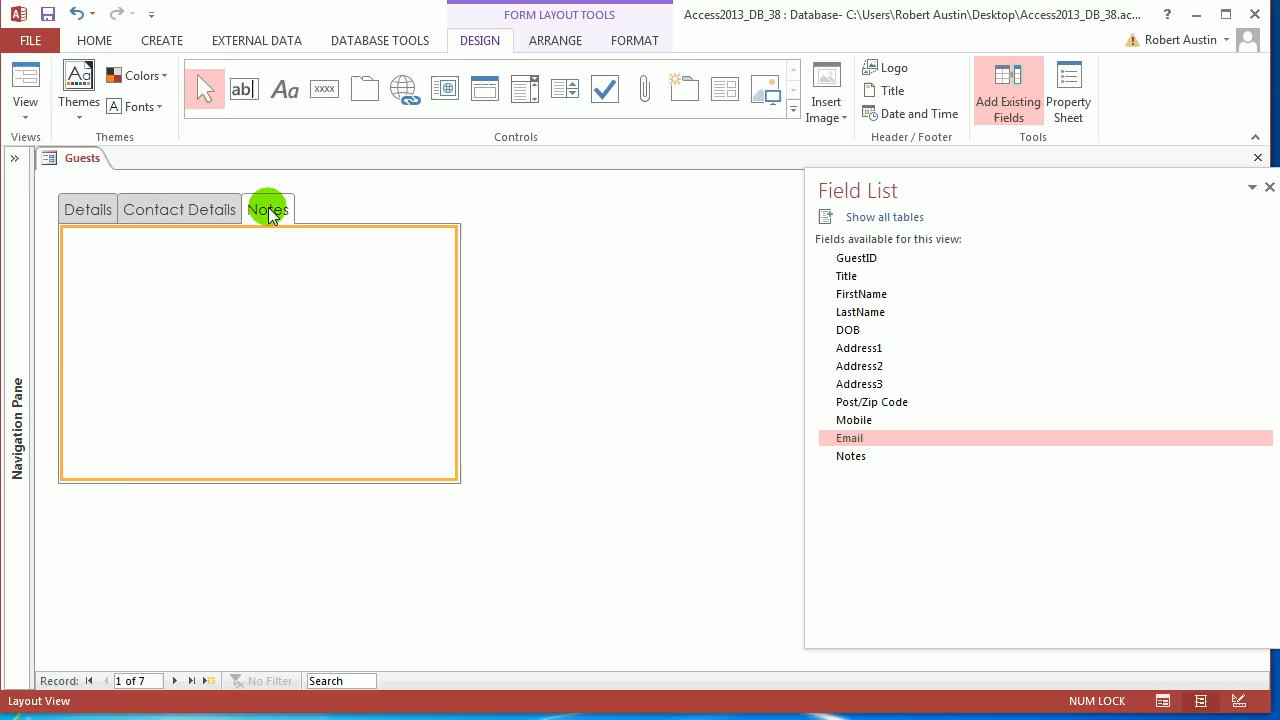 FORM LAYOUT TOOLS
Access2013_DB_38 : Database- C:\Users\Robert Austin\Desktop\Access2013_DB_38.ac...
?
FILE HOME CREATE EXTERNAL DATA DATABASE TOOLS DESIGN ARRANGE FORMAT Robert Austin
View
Views
Aa
Themes
Colors
Fonts
Themes
ab
Aa
xxxx
Controls
Insert
Image
Logo
Title
Date and Time
Header / Footer
Add Existing
Fields
Property
Sheet
Tools
Guests
Details Contact Details Notes
Navigation Pane
Field List
Show all tables
Fields available for this view:
GuestID
Title
FirstName
LastName
DOB
Address1
Address2
Address3
Post/Zip Code
Mobile
Email
Notes
Record: 1 of 7 No Filter Search
Layout View NUM LOCK